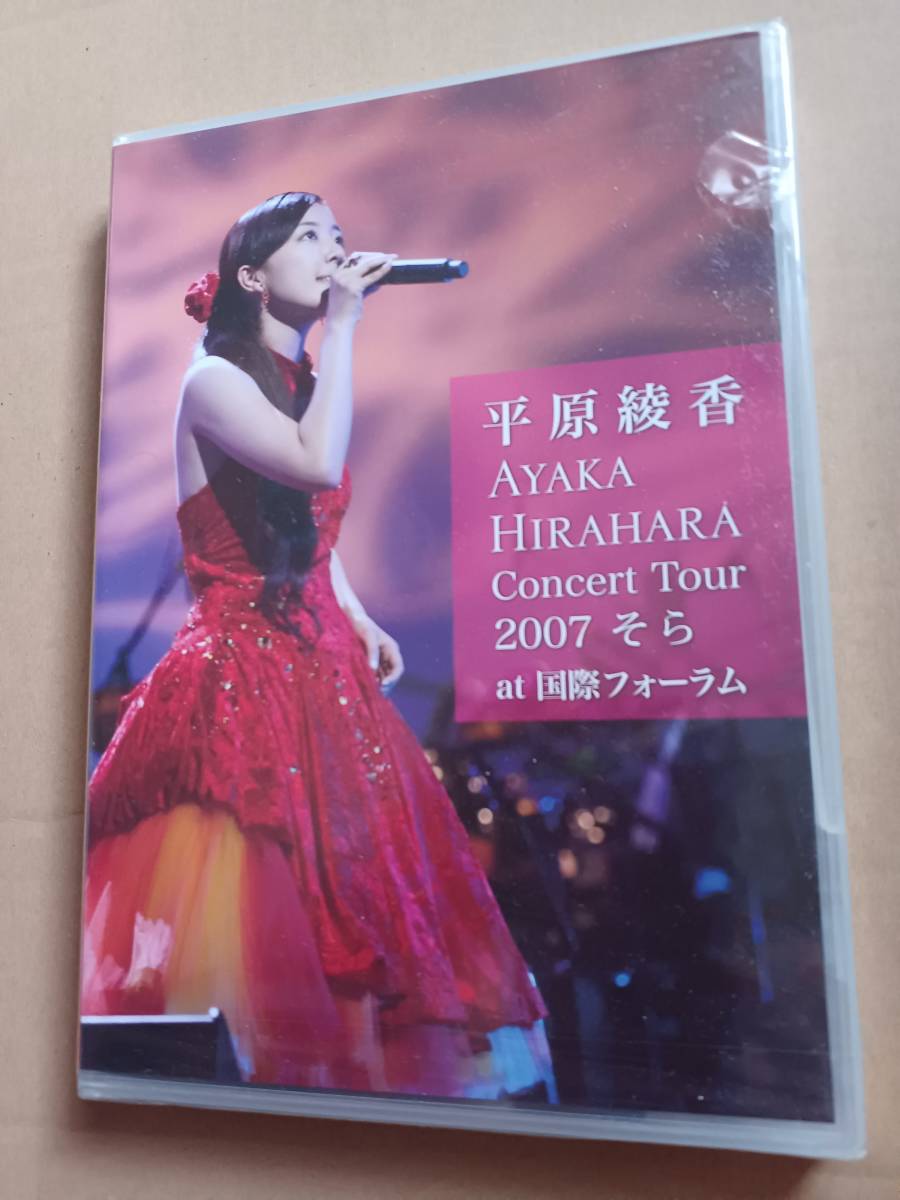 平原綾香
AYAKA
HIRAHARA
Concert Tour
2007 そら
at 国際フォーラム